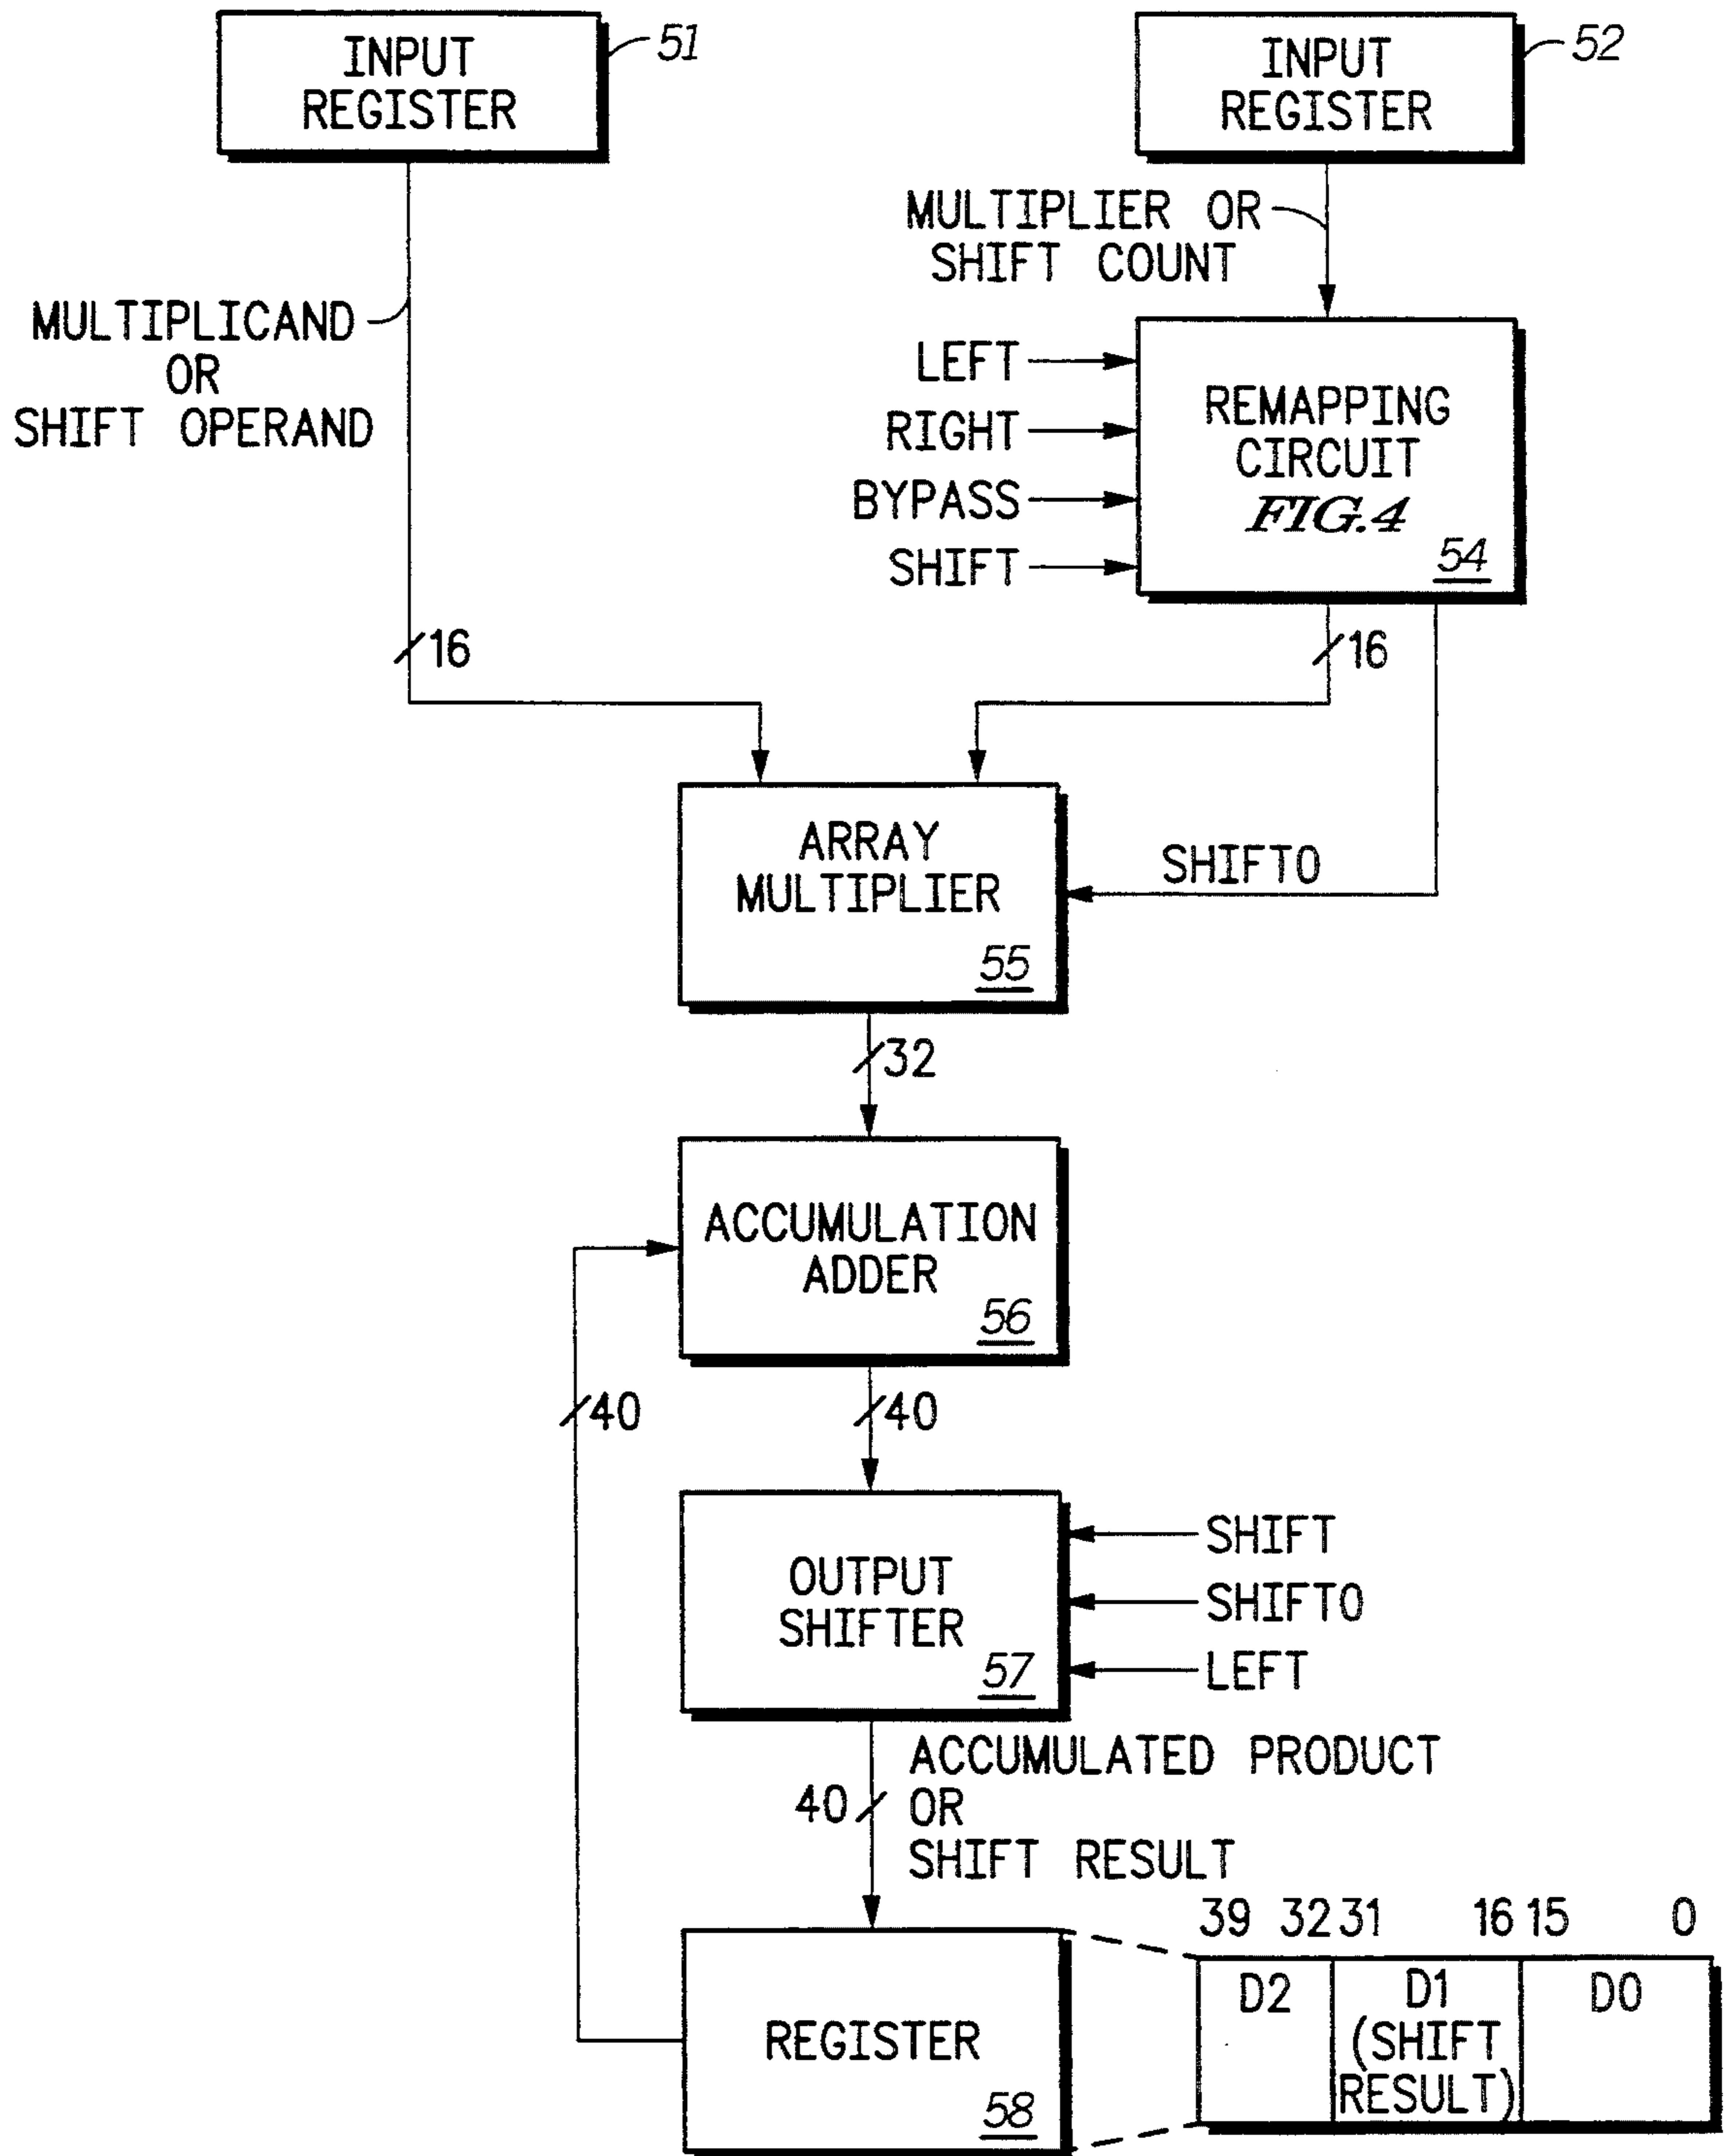 INPUT
REGISTER
51
INPUT
REGISTER
52
MULTIPLIER OR
SHIFT COUNT
MULTIPLICAND
OR
SHIFT OPERAND
LEFT
RIGHT
BYPASS
SHIFT
REMAPPING
CIRCUIT
FIG.4
54
16
16
ARRAY
MULTIPLIER
55
SHIFT0
32
ACCUMULATION
ADDER
56
40
40
OUTPUT
SHIFTER
57
SHIFT
SHIFT0
LEFT
40
ACCUMULATED PRODUCT
OR
SHIFT RESULT
REGISTER
58
39 32 31 16 15 0
D2
D1
(SHIFT
RESULT)
D0